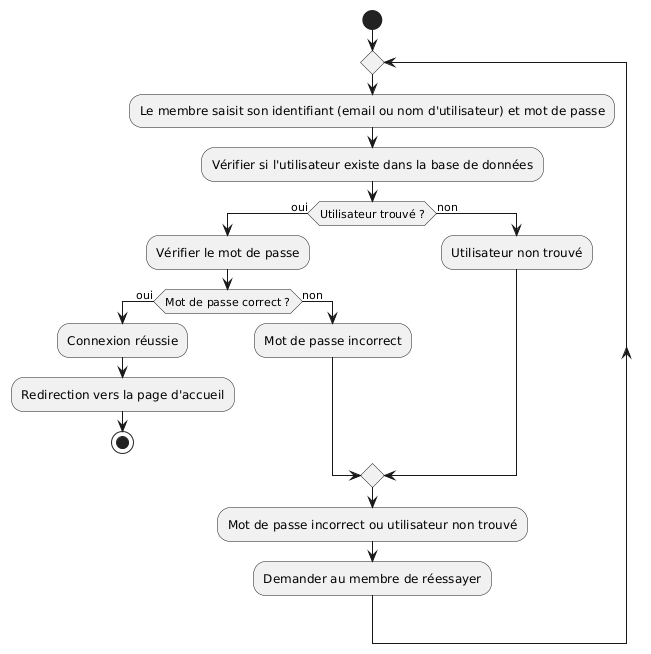 Le membre saisit son identifiant (email ou nom d'utilisateur) et mot de passe
Vérifier si l'utilisateur existe dans la base de données
oui
Utilisateur trouvé ?
non
Vérifier le mot de passe
Utilisateur non trouvé
oui
Mot de passe correct ?
non
Connexion réussie
Mot de passe incorrect
Redirection vers la page d'accueil
Mot de passe incorrect ou utilisateur non trouvé
Demander au membre de réessayer